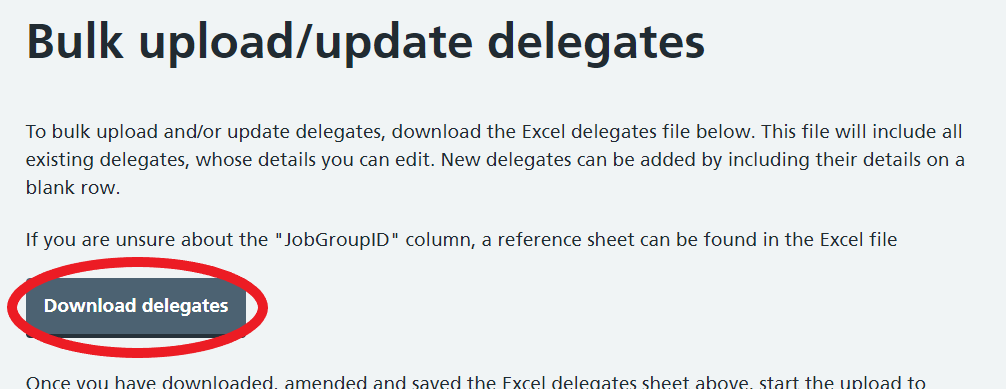 Bulk upload/update delegates
To bulk upload and/or update delegates, download the Excel delegates file below. This file will include all
existing delegates, whose details you can edit. New delegates can be added by including their details on a
blank row.
If you are unsure about the "JobGroupID" column, a reference sheet can be found in the Excel file
Download delegates
Once you have downloaded, amended and saved the Excel delegates sheet above, start the upload to